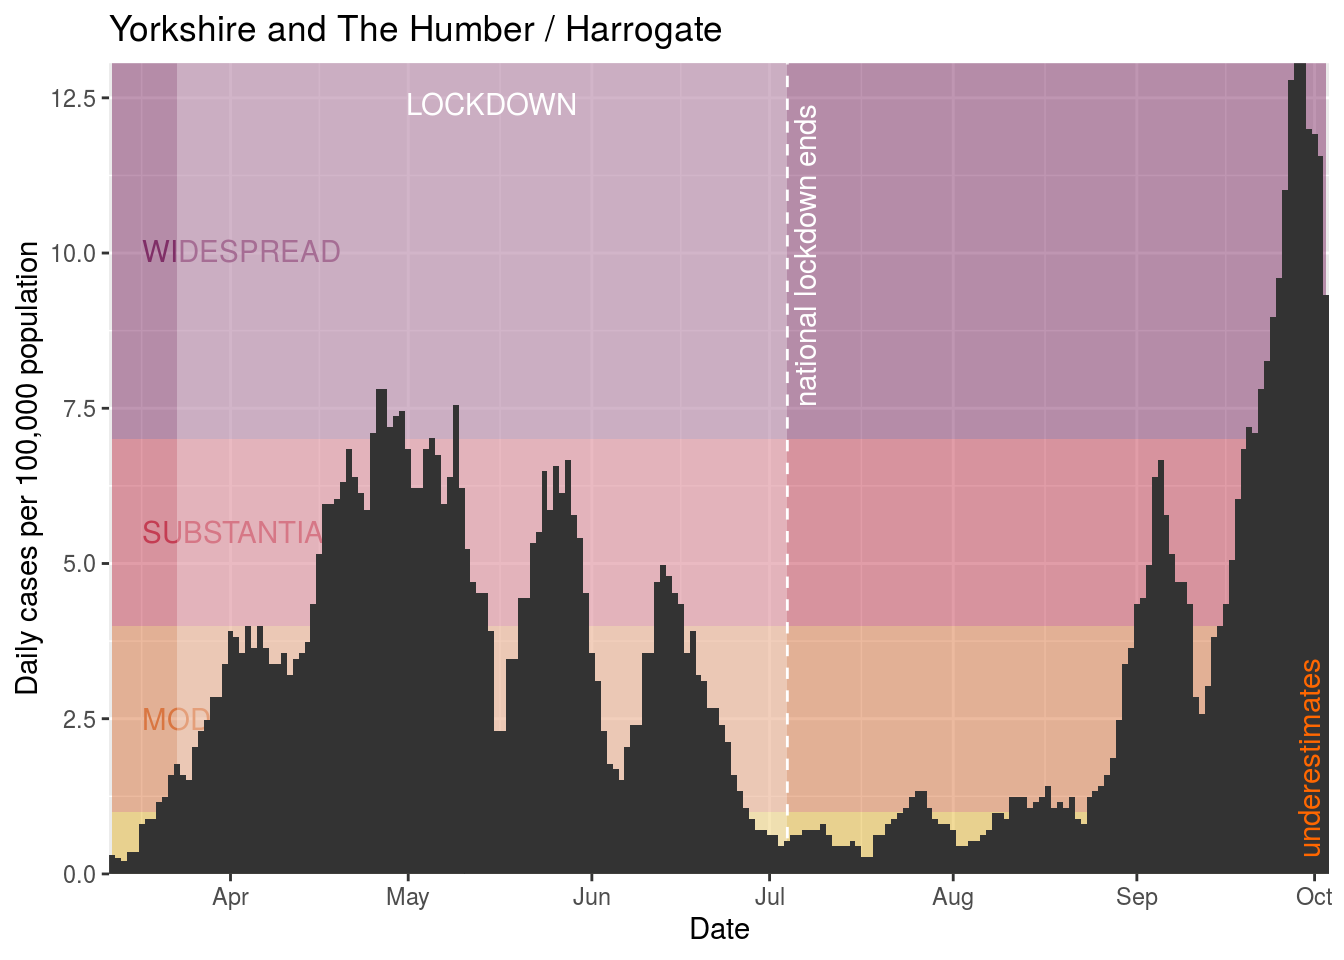 Yorkshire and The Humber / Harrogate
12.5
10.0
7.5
5.0
2.5
0.0
Daily cases per 100,000 population
LOCKDOWN
WIDESPREAD
SUBSTANTIA
MOD
national lockdown ends
underestimates
Apr
May
Jun
Jul
Aug
Sep
Oct
Date